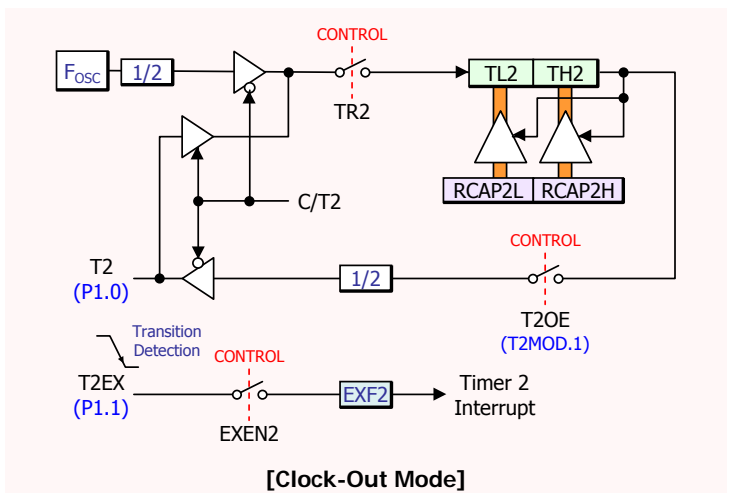 CONTROL
FOSC
1/2
TR2
TL2
TH2
RCAP2L
RCAP2H
C/T2
CONTROL
T2
(P1.0)
1/2
T2OE
(T2MOD.1)
Transition
Detection
CONTROL
T2EX
(P1.1)
EXEN2
EXF2
Timer 2
Interrupt
[Clock-Out Mode]